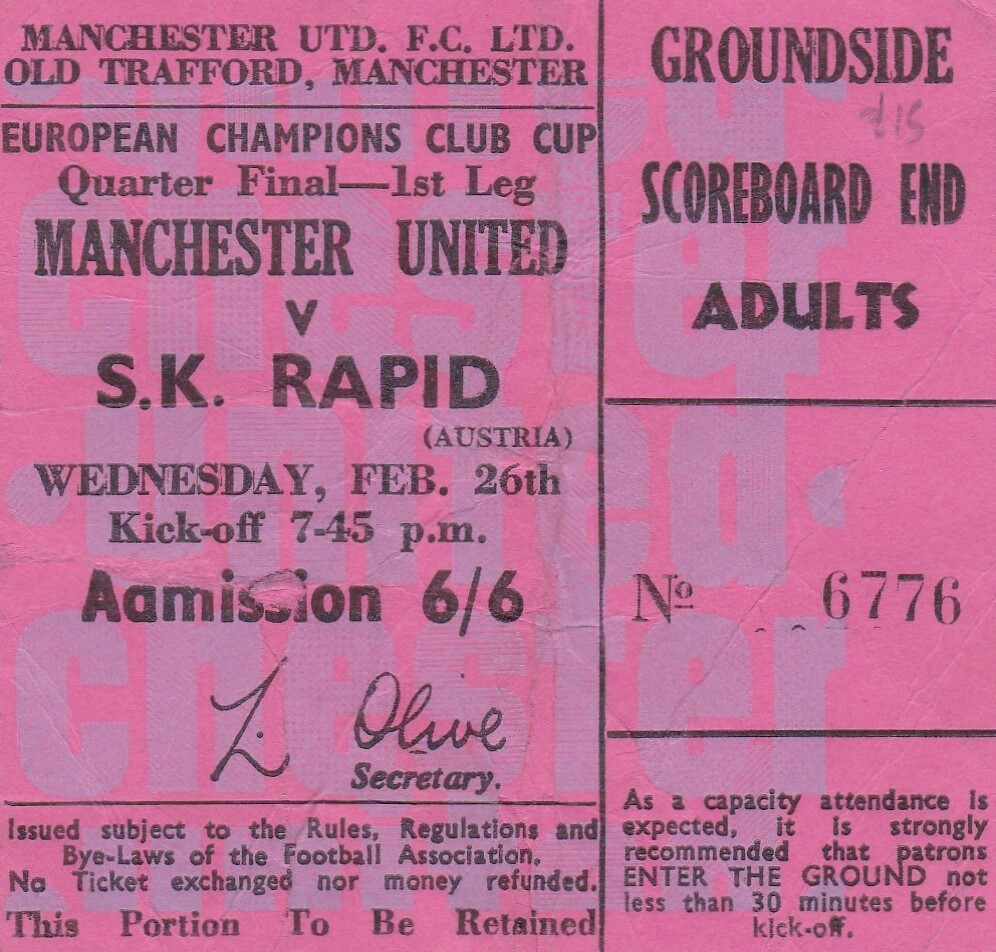 MANCHESTER UTD. F.C. LTD.
OLD TRAFFORD, MANCHESTER
EUROPEAN CHAMPIONS CLUB CUP
Quarter Final—1st Leg
MANCHESTER UNITED
v
S.K. RAPID
(AUSTRIA)
WEDNESDAY, FEB. 26th
Kick-off 7-45 p.m.
Admission 6/6
L. Olive
Secretary.
Issued subject to the Rules, Regulations and
Bye-Laws of the Football Association.
No Ticket exchanged nor money refunded.
This Portion To Be Retained
GROUNDSIDE
£15
SCOREBOARD END
ADULTS
Nº 6776
As a capacity attendance is
expected, it is strongly
recommended that patrons
ENTER THE GROUND not
less than 30 minutes before
kick-off.